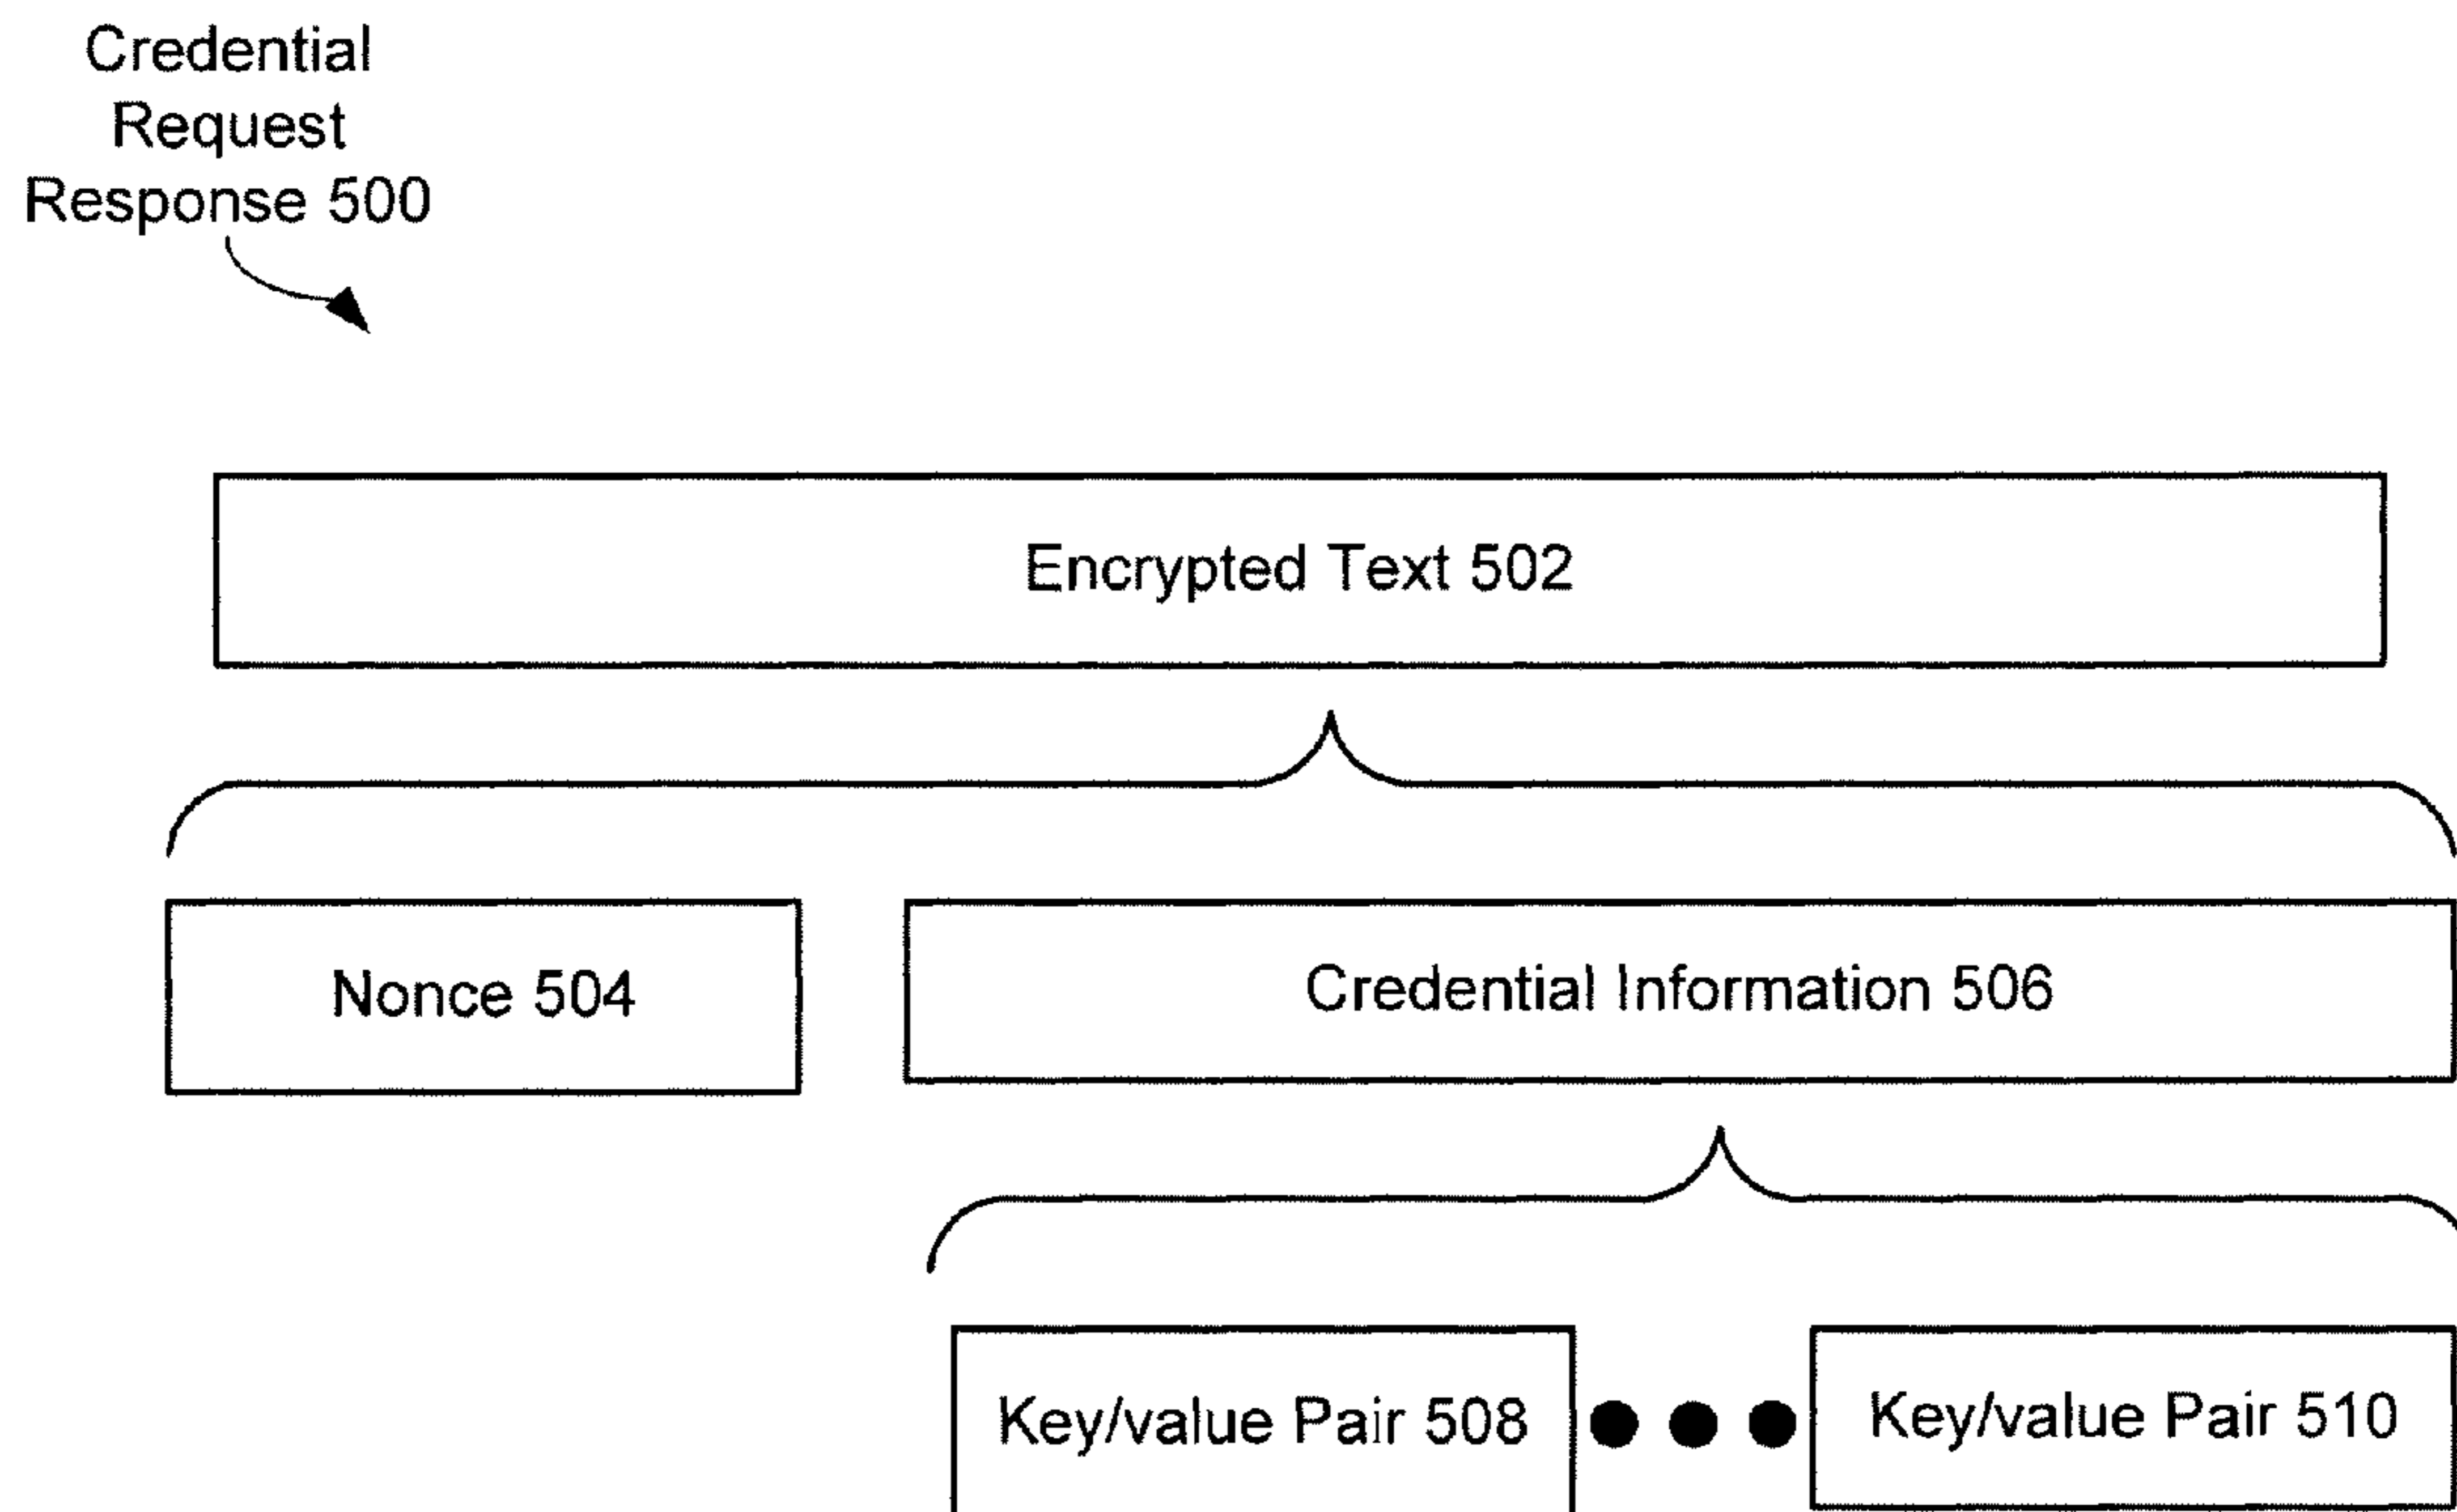 Credential
Request
Response 500
Encrypted Text 502
Nonce 504
Credential Information 506
Key/value Pair 508
Key/value Pair 510